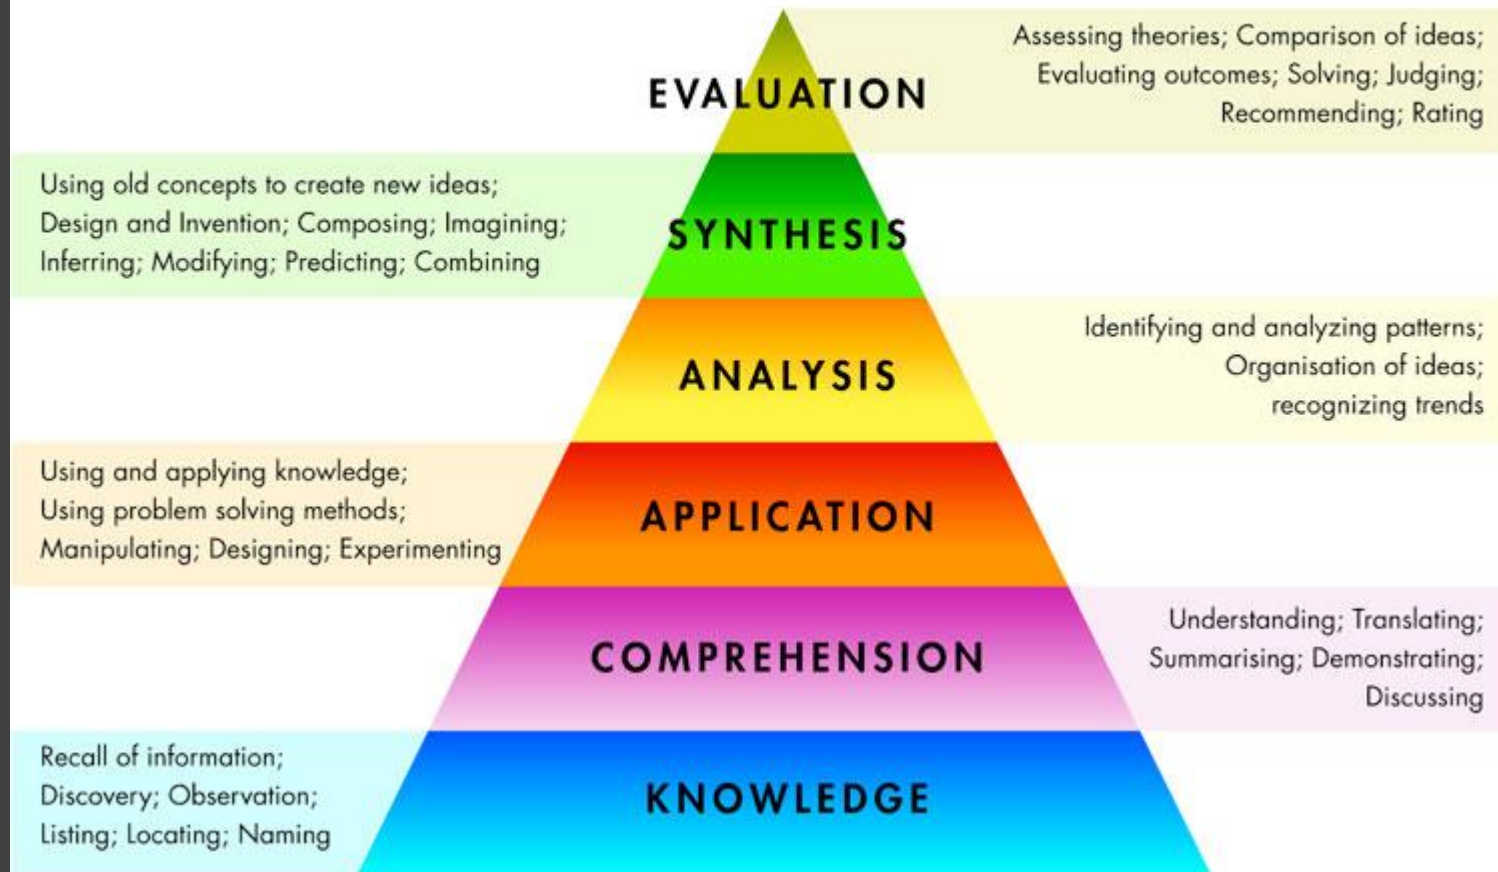 EVALUATION
Assessing theories; Comparison of ideas;
Evaluating outcomes; Solving; Judging;
Recommending; Rating
SYNTHESIS
Using old concepts to create new ideas;
Design and Invention; Composing; Imagining;
Inferring; Modifying; Predicting; Combining
ANALYSIS
Identifying and analyzing patterns;
Organisation of ideas;
recognizing trends
APPLICATION
Using and applying knowledge;
Using problem solving methods;
Manipulating; Designing; Experimenting
COMPREHENSION
Understanding; Translating;
Summarising; Demonstrating;
Discussing
KNOWLEDGE
Recall of information;
Discovery; Observation;
Listing; Locating; Naming